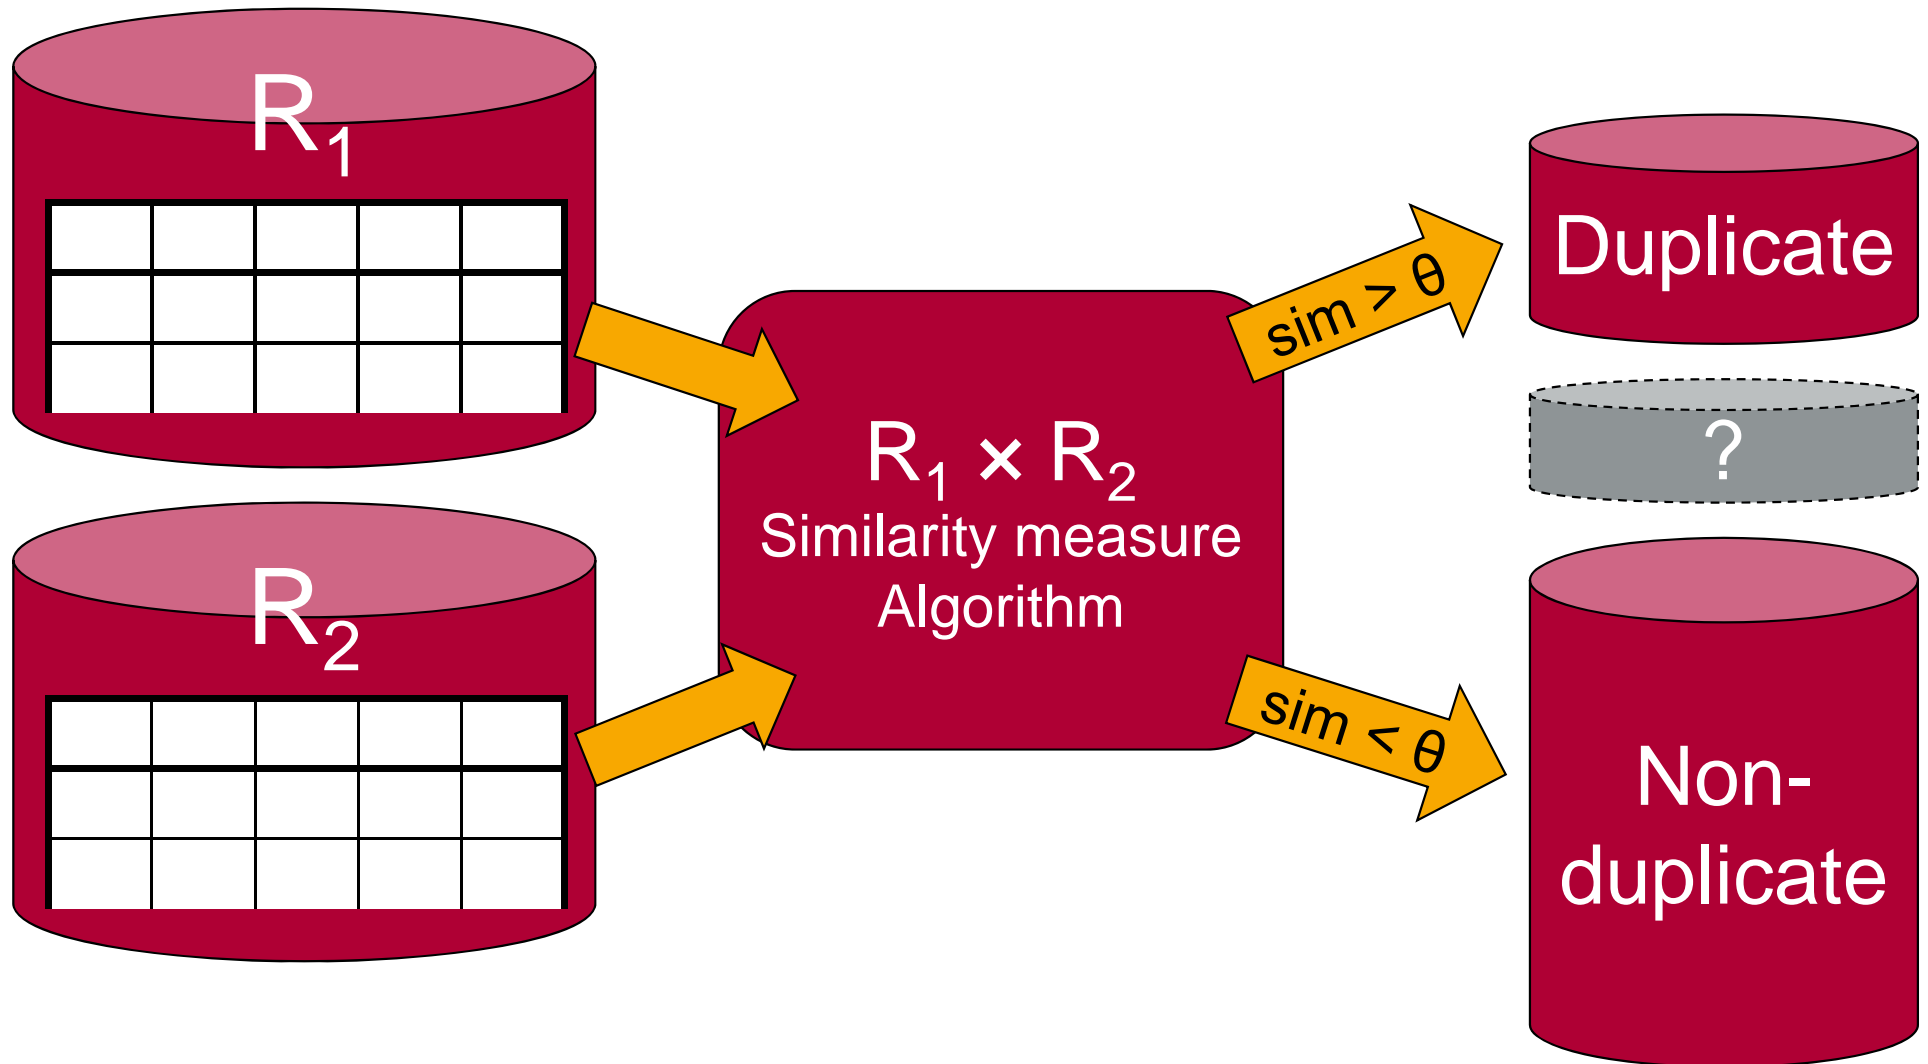 R₁
R₂
R₁ × R₂
Similarity measure
Algorithm
sim > θ
sim < θ
Duplicate
?
Non-
duplicate